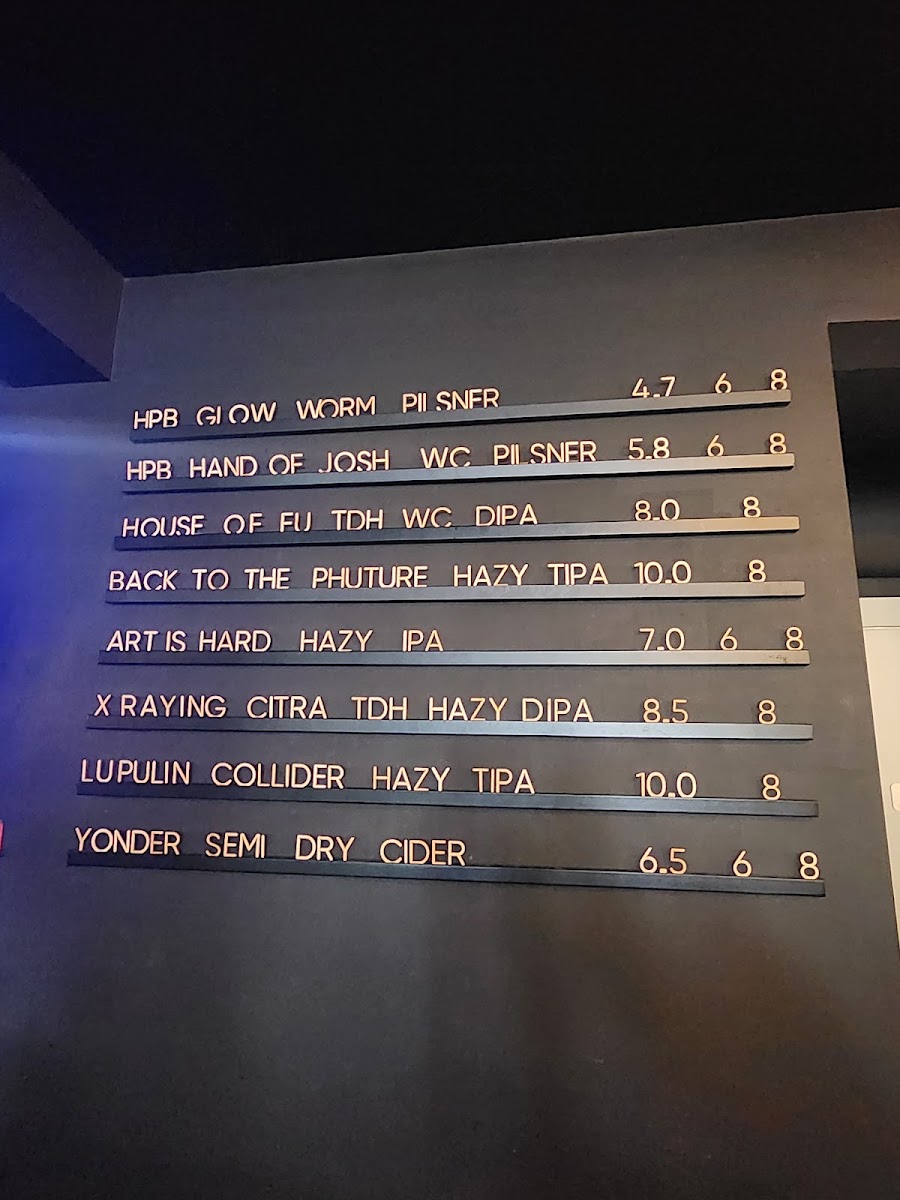 HPB GLOW WORM PILSNER 4.7 6 8
HPB HAND OF JOSH WC PILSNER 5.8 6 8
HOUSE OF FU TDH WC DIPA 8.0 8
BACK TO THE PHUTURE HAZY TIPA 10.0 8
ART IS HARD HAZY IPA 7.0 6 8
X RAYING CITRA TDH HAZY DIPA 8.5 8
LUPULIN COLLIDER HAZY TIPA 10.0 8
YONDER SEMI DRY CIDER 6.5 6 8